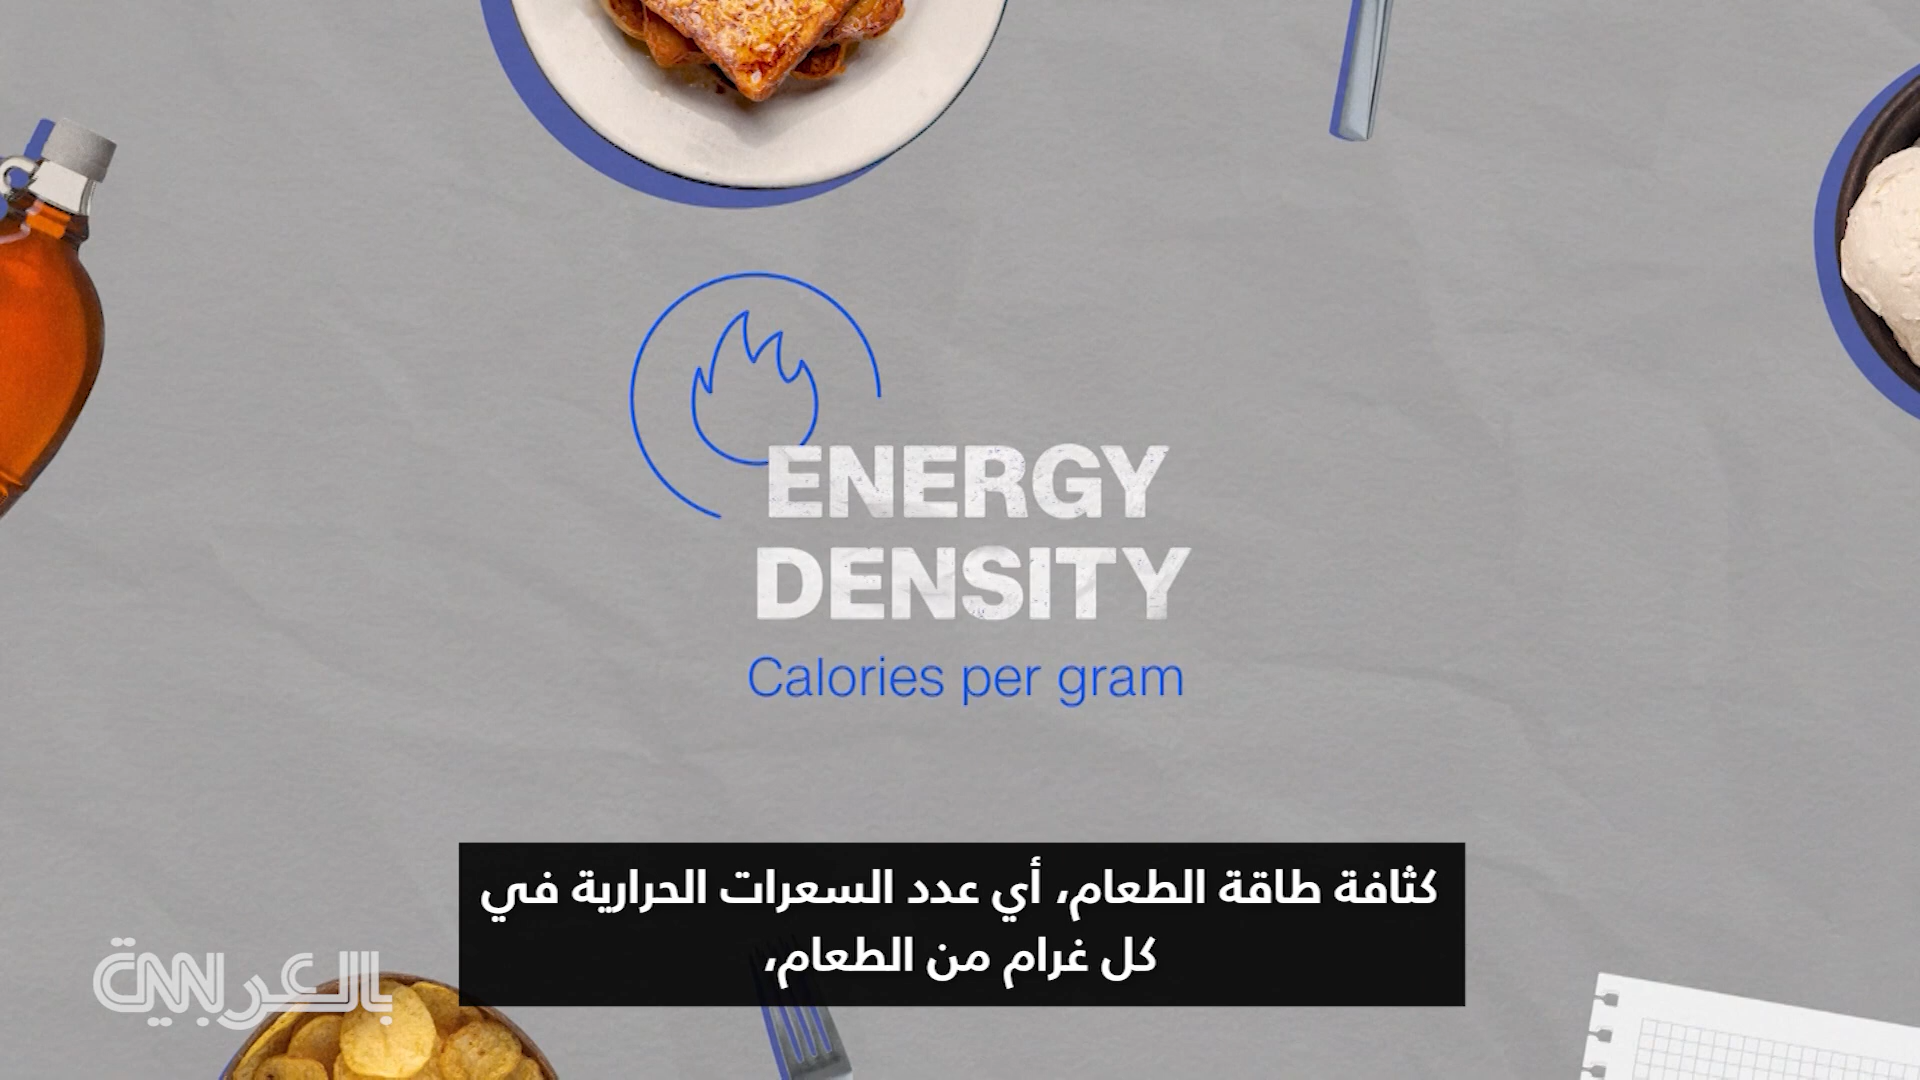 ENERGY
DENSITY
Calories per gram
كثافة طاقة الطعام، أي عدد السعرات الحرارية في
كل غرام من الطعام،
CNN بالعربية